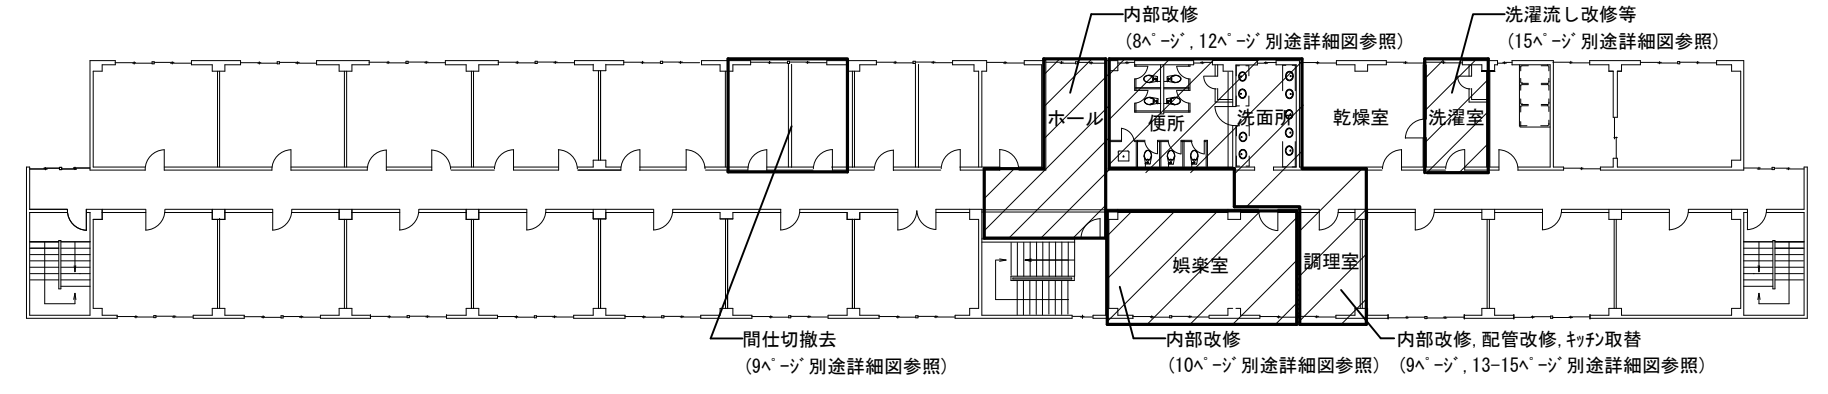 内部改修
(8ﾍﾟｰｼﾞ,12ﾍﾟｰｼﾞ別途詳細図参照)
洗濯流し改修等
(15ﾍﾟｰｼﾞ別途詳細図参照)
ホール
便所
洗面所
乾燥室
洗濯室
娯楽室
調理室
間仕切撤去
(9ﾍﾟｰｼﾞ別途詳細図参照)
内部改修
(10ﾍﾟｰｼﾞ別途詳細図参照)
内部改修,配管改修,ｷｯﾁﾝ取替
(9ﾍﾟｰｼﾞ,13-15ﾍﾟｰｼﾞ別途詳細図参照)